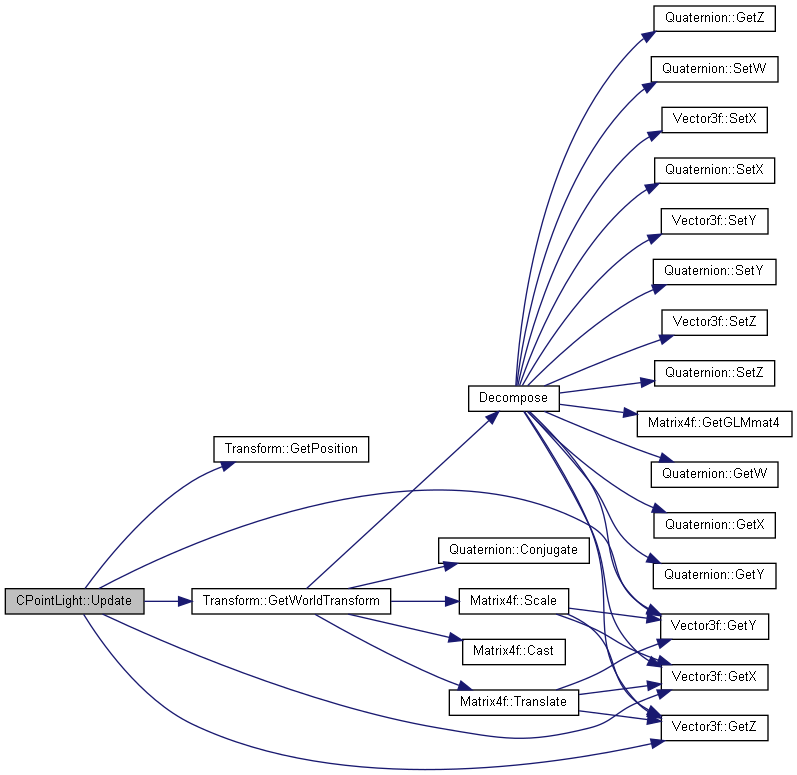 Quaternion::GetZ
Quaternion::SetW
Vector3f::SetX
Quaternion::SetX
Vector3f::SetY
Quaternion::SetY
Vector3f::SetZ
Quaternion::SetZ
Decompose
Matrix4f::GetGLMmat4
Transform::GetPosition
Quaternion::GetW
Quaternion::GetX
Quaternion::Conjugate
Quaternion::GetY
CPointLight::Update
Transform::GetWorldTransform
Matrix4f::Scale
Vector3f::GetY
Matrix4f::Cast
Vector3f::GetX
Matrix4f::Translate
Vector3f::GetZ